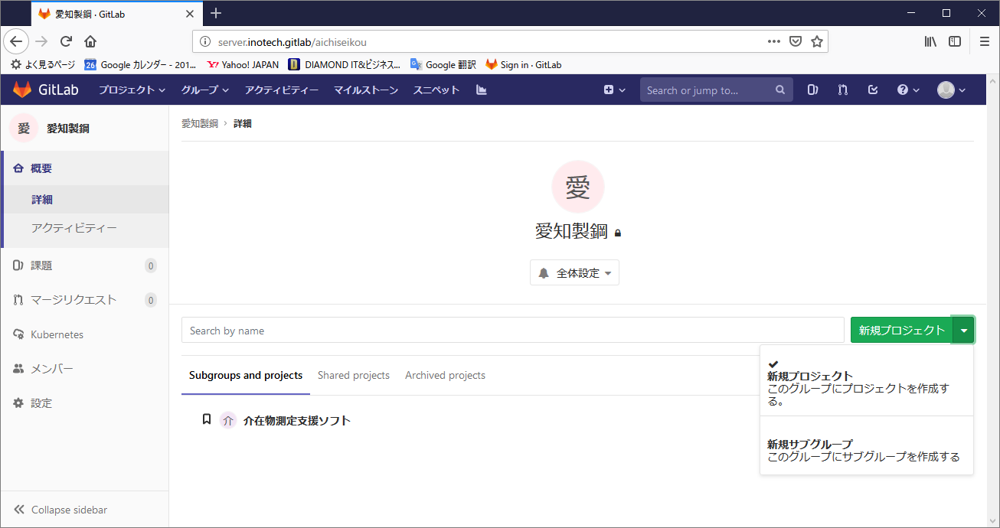 愛知製鋼 · GitLab
server.inotech.gitlab/aichiseikou
よく見るページ
26 Google カレンダー - 201...
Y! Yahoo! JAPAN
D DIAMOND IT&ビジネス...
G Google 翻訳
Sign in · GitLab
GitLab プロジェクト グループ アクティビティー マイルストーン スニペット
Search or jump to...
愛 愛知製鋼
概要
詳細
アクティビティー
課題 0
マージリクエスト 0
Kubernetes
メンバー
設定
Collapse sidebar
愛知製鋼 › 詳細
愛
愛知製鋼
全体設定
Search by name
新規プロジェクト
Subgroups and projects Shared projects Archived projects
介 介在物測定支援ソフト
新規プロジェクト
このグループにプロジェクトを作成す
る。
新規サブグループ
このグループにサブグループを作成する